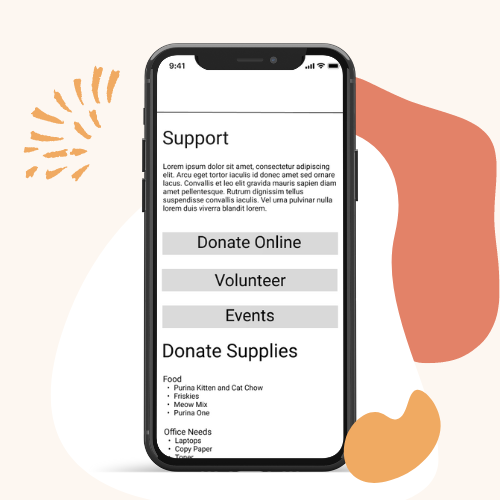 9:41
Support
Lorem ipsum dolor sit amet, consectetur adipiscing
elit. Arcu eget tortor iaculis id donec amet sed ornare
lacus. Convallis et leo elit gravida mauris sapien diam
amet pellentesque. Rutrum dignissim tellus
suspendisse convallis iaculis. Vel urna pulvinar nulla
lorem duis viverra blandit lorem.
Donate Online
Volunteer
Events
Donate Supplies
Food
• Purina Kitten and Cat Chow
• Friskies
• Meow Mix
• Purina One
Office Needs
• Laptops
• Copy Paper
• Toner